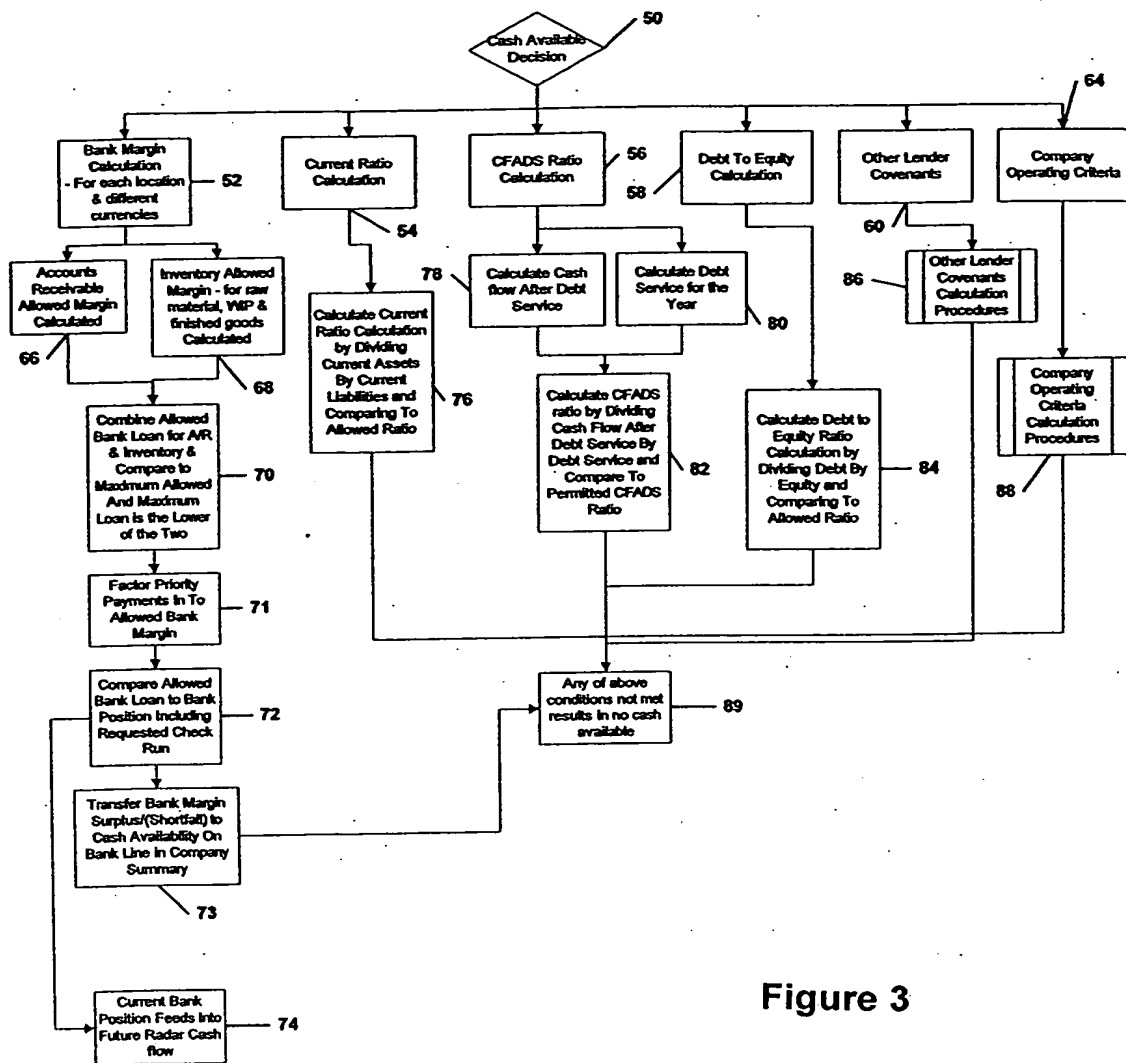 50
Cash Available
Decision
64
Bank Margin
Calculation
- For each location
& different
currencies
52
Current Ratio
Calculation
54
CFADS Ratio
Calculation
56
58
Debt To Equity
Calculation
Other Lender
Covenants
60
Company
Operating Criteria
Accounts
Receivable
Allowed Margin
Calculated
66
Inventory Allowed
Margin - for raw
material, WIP &
finished goods
Calculated
68
78
Calculate Cash
flow After Debt
Service
Calculate Debt
Service for the
Year
80
86
Other Lender
Covenants
Calculation
Procedures
Calculate Current
Ratio Calculation
by Dividing
Current Assets
By Current
Liabilities and
Comparing To
Allowed Ratio
76
Company
Operating
Criteria
Calculation
Procedures
88
Combine Allowed
Bank Loan for A/R
& Inventory &
Compare to
Maximum Allowed
And Maximum
Loan is the Lower
of the Two
70
Calculate CFADS
ratio by Dividing
Cash Flow After
Debt Service By
Debt Service and
Compare To
Permitted CFADS
Ratio
82
Calculate Debt to
Equity Ratio
Calculation by
Dividing Debt By
Equity and
Comparing To
Allowed Ratio
84
Factor Priority
Payments In To
Allowed Bank
Margin
71
Compare Allowed
Bank Loan to Bank
Position Including
Requested Check
Run
72
Any of above
conditions not met
results in no cash
available
89
Transfer Bank Margin
Surplus/(Shortfall) to
Cash Availability On
Bank Line in Company
Summary
73
Current Bank
Position Feeds Into
Future Radar Cash
flow
74
Figure 3